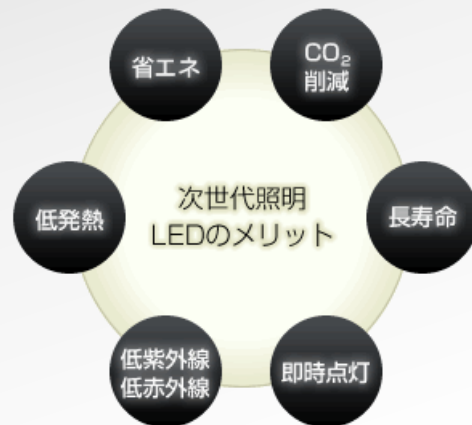 省エネ
CO₂
削減
次世代照明
LEDのメリット
低発熱
長寿命
低紫外線
低赤外線
即時点灯